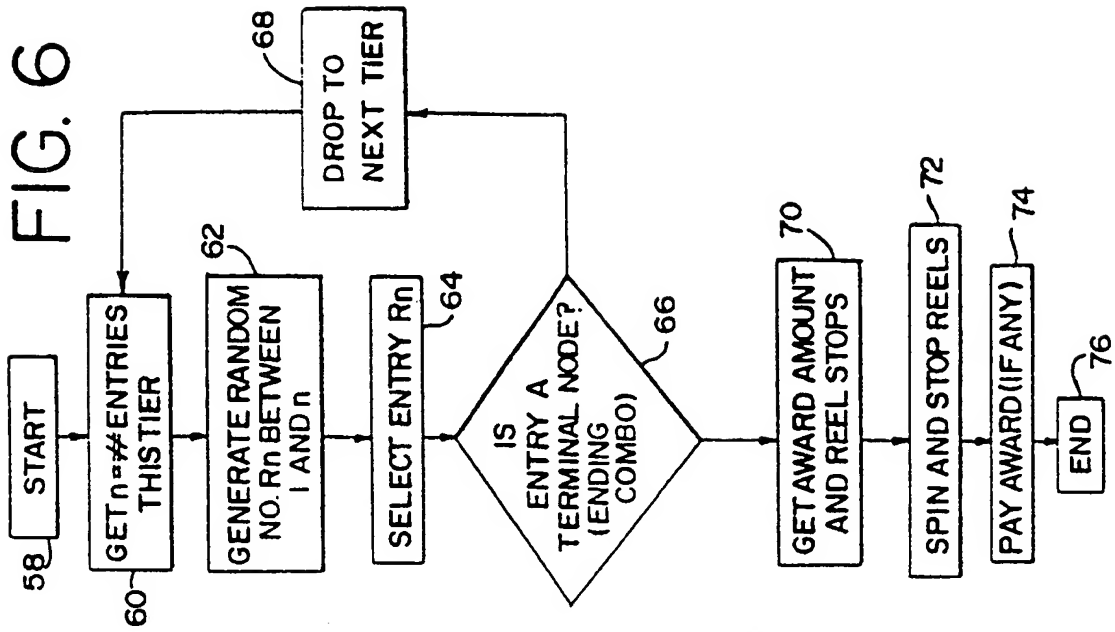 FIG. 6
58
START
60
GET n = # ENTRIES
THIS TIER
62
GENERATE RANDOM
NO. Rn BETWEEN
1 AND n
SELECT ENTRY Rn
64
IS
ENTRY A
TERMINAL NODE?
(ENDING
COMBO)
66
DROP TO
NEXT TIER
68
GET AWARD AMOUNT
AND REEL STOPS
70
SPIN AND STOP REELS
72
PAY AWARD (IF ANY)
74
END
76